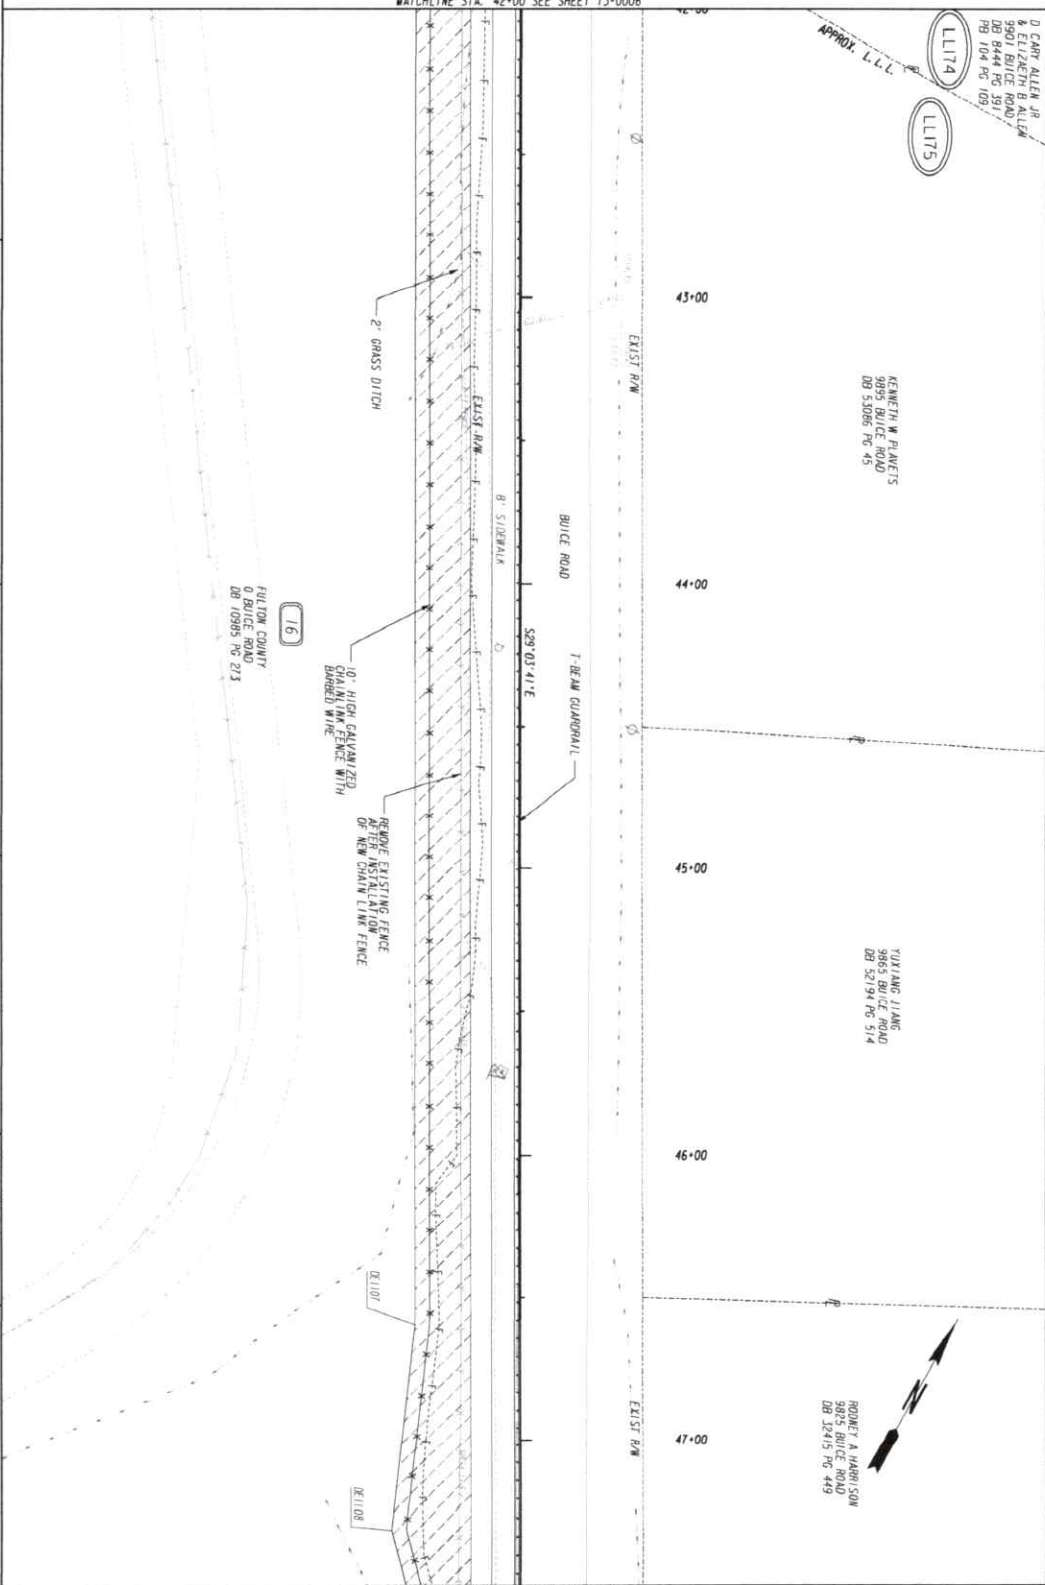 MATCHLINE STA. 42+00 SEE SHEET 13-0006
42+00
D CARY ALLEN JR
& ELIZAETH B ALLEN
9901 BUICE ROAD
DB 8444 PG 391
PB 104 PG 109
LL174
APPROX. L.L.L.
LL175
43+00
EXIST R/W
KENNETH W PLAVETS
9895 BUICE ROAD
DB 53086 PG 45
2' GRASS DITCH
EXIST R/W
8' SIDEWALK
BUICE ROAD
44+00
S29°03'41"E
T-BEAM GUARDRAIL
16
FULTON COUNTY
0 BUICE ROAD
DB 10985 PG 273
10' HIGH GALVANIZED
CHAINLINK FENCE WITH
BARBED WIRE
REMOVE EXISTING FENCE
AFTER INSTALLATION
OF NEW CHAIN LINK FENCE
45+00
YUXIANG JIANG
9865 BUICE ROAD
DB 52194 PG 514
46+00
DE1107
N
47+00
EXIST R/W
RODNEY A HARRISON
9825 BUICE ROAD
DB 32415 PG 449
DE1108